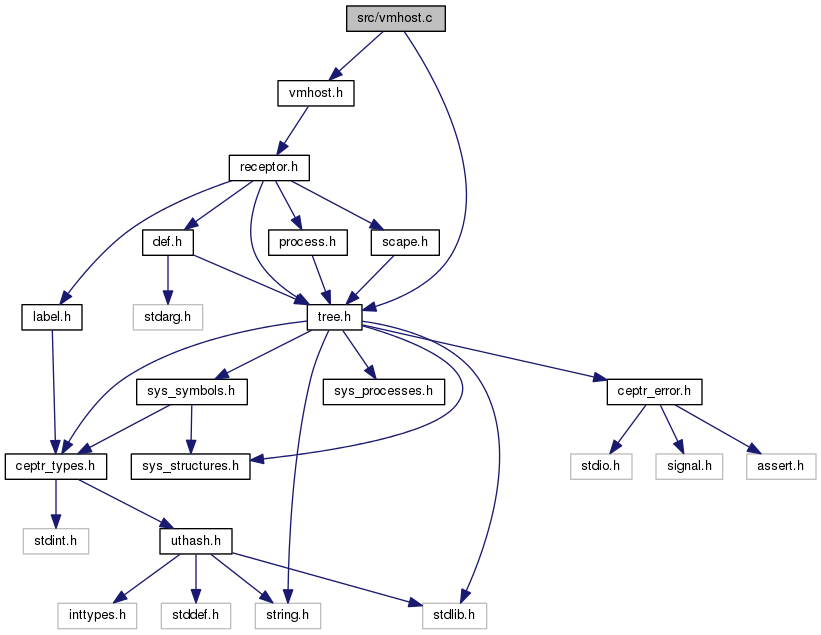 src/vmhost.c
vmhost.h
receptor.h
def.h
process.h
scape.h
label.h
stdarg.h
tree.h
sys_symbols.h
sys_processes.h
ceptr_error.h
ceptr_types.h
sys_structures.h
stdio.h
signal.h
assert.h
stdint.h
uthash.h
inttypes.h
stddef.h
string.h
stdlib.h